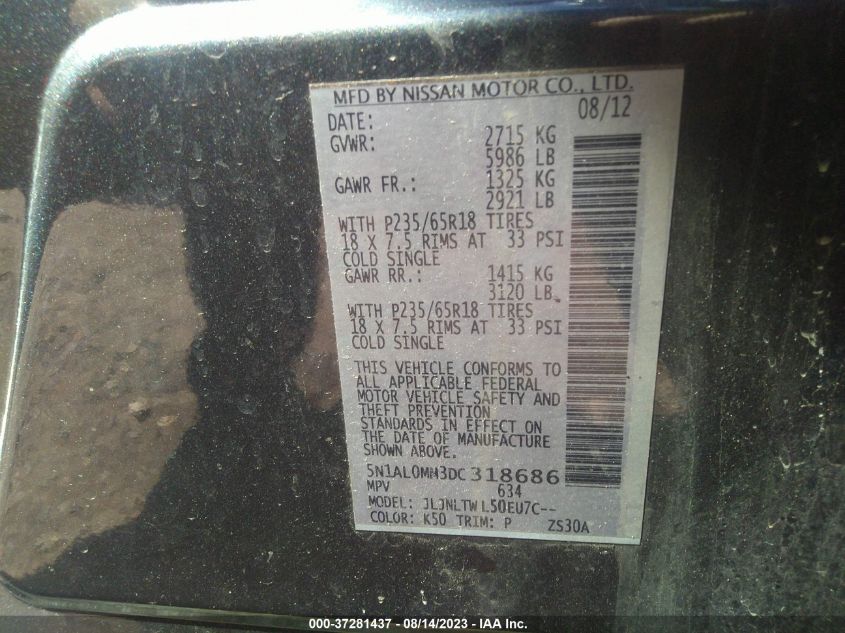 MFD BY NISSAN MOTOR CO., LTD.
DATE: 08/12
GVWR: 2715 KG
5986 LB
GAWR FR.: 1325 KG
2921 LB
WITH P235/65R18 TIRES
18 X 7.5 RIMS AT 33 PSI
COLD SINGLE
GAWR RR.: 1415 KG
3120 LB
WITH P235/65R18 TIRES
18 X 7.5 RIMS AT 33 PSI
COLD SINGLE
THIS VEHICLE CONFORMS TO
ALL APPLICABLE FEDERAL
MOTOR VEHICLE SAFETY AND
THEFT PREVENTION
STANDARDS IN EFFECT ON
THE DATE OF MANUFACTURE
SHOWN ABOVE.
5N1AL0MM3DC318686
MPV 634
MODEL: JLJNLTWL50EU7C--
COLOR: K50 TRIM: P ZS30A
000-37281437 - 08/14/2023 - IAA Inc.